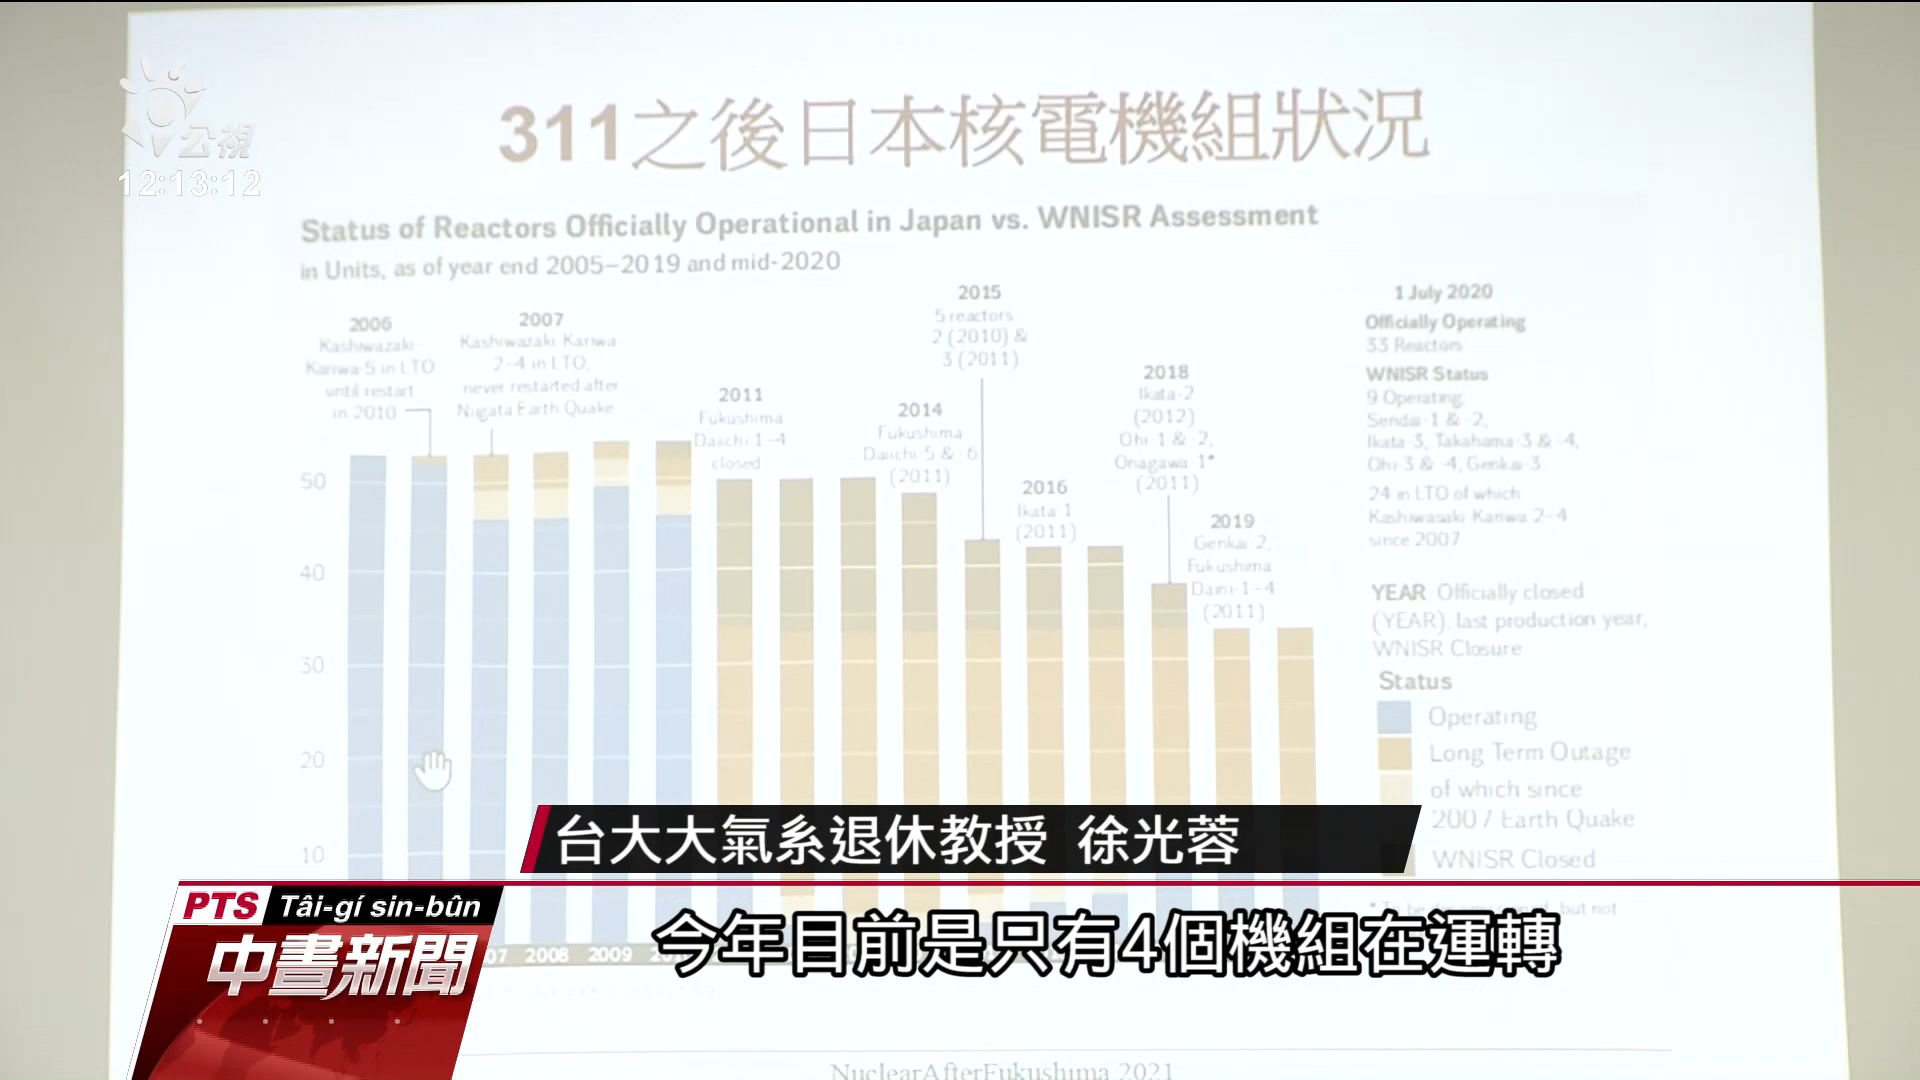 公視
12:13:12
311之後日本核電機組狀況
Status of Reactors Officially Operational in Japan vs. WNISR Assessment
in Units, as of year end 2005–2019 and mid-2020
2006
Kashiwazaki-
Kariwa-5 in LTO
until restart
in 2010
2007
Kashiwazaki Kariwa-
2–4 in LTO,
never restarted after
Niigata Earth Quake
2011
Fukushima
Daiichi 1–4
closed
2014
Fukushima
Daiichi-5 & -6
(2011)
2015
5 reactors
2 (2010) &
3 (2011)
2016
Ikata-1
(2011)
2018
Ikata-2
(2012)
Ohi-1 & -2,
Onagawa-1*
(2011)
2019
Genkai-2,
Fukushima
Daini-1–4
(2011)
1 July 2020
Officially Operating
33 Reactors
WNISR Status
9 Operating:
Sendai-1 & -2,
Ikata-3, Takahama-3 & -4,
Ohi-3 & -4, Genkai-3
24 in LTO of which
Kashiwasaki-Kariwa 2–4
since 2007
YEAR: Officially closed
(YEAR): last production year,
WNISR Closure
Status
Operating
Long Term Outage
of which since
2007 Earth Quake
WNISR Closed
but not
50
40
30
20
10
07 2008 2009
台大大氣系退休教授 徐光蓉
PTS Tâi-gí sin-bûn
中晝新聞
今年目前是只有4個機組在運轉
NuclearAfterFukushima 2021